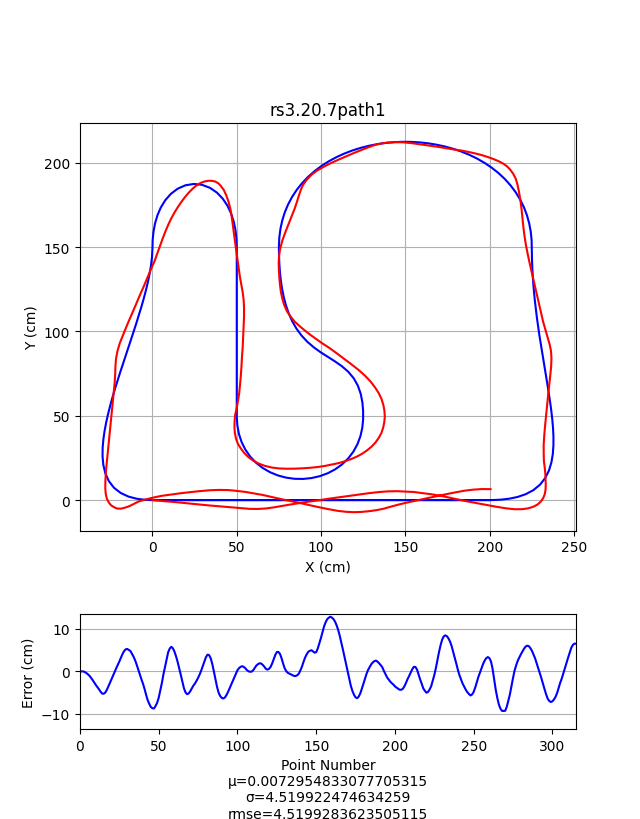 rs3.20.7path1
200
150
100
50
0
Y (cm)
0 50 100 150 200 250
X (cm)
10
0
−10
Error (cm)
0 50 100 150 200 250 300
Point Number
μ=0.0072954833077705315
σ=4.519922474634259
rmse=4.5199283623505115